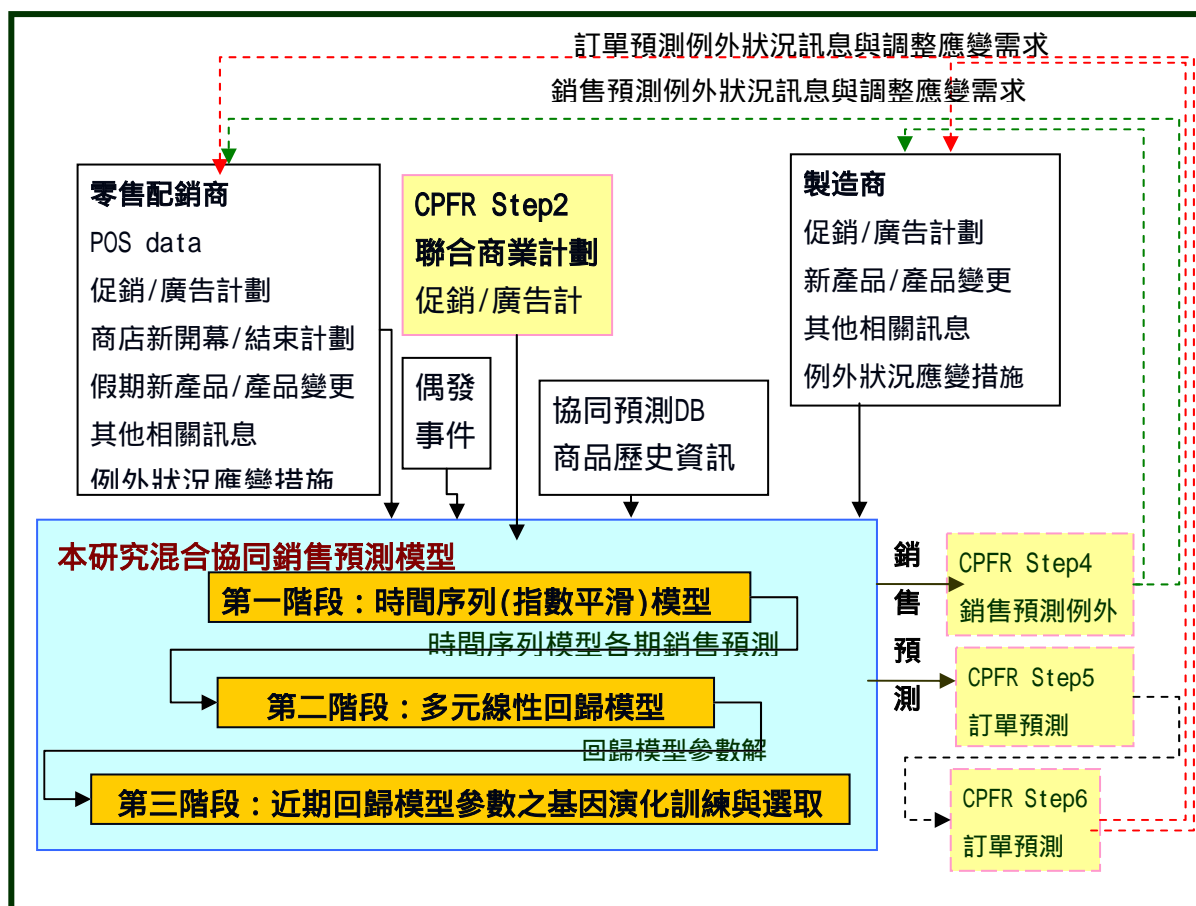 訂單預測例外狀況訊息與調整應變需求
銷售預測例外狀況訊息與調整應變需求
零售配銷商
POS data
促銷/廣告計劃
商店新開幕/結束計劃
假期新產品/產品變更
其他相關訊息
例外狀況應變措施
CPFR Step2
聯合商業計劃
促銷/廣告計
偶發
事件
協同預測DB
商品歷史資訊
製造商
促銷/廣告計劃
新產品/產品變更
其他相關訊息
例外狀況應變措施
本研究混合協同銷售預測模型
第一階段：時間序列(指數平滑)模型
時間序列模型各期銷售預測
第二階段：多元線性回歸模型
回歸模型參數解
第三階段：近期回歸模型參數之基因演化訓練與選取
銷
售
預
測
CPFR Step4
銷售預測例外
CPFR Step5
訂單預測
CPFR Step6
訂單預測